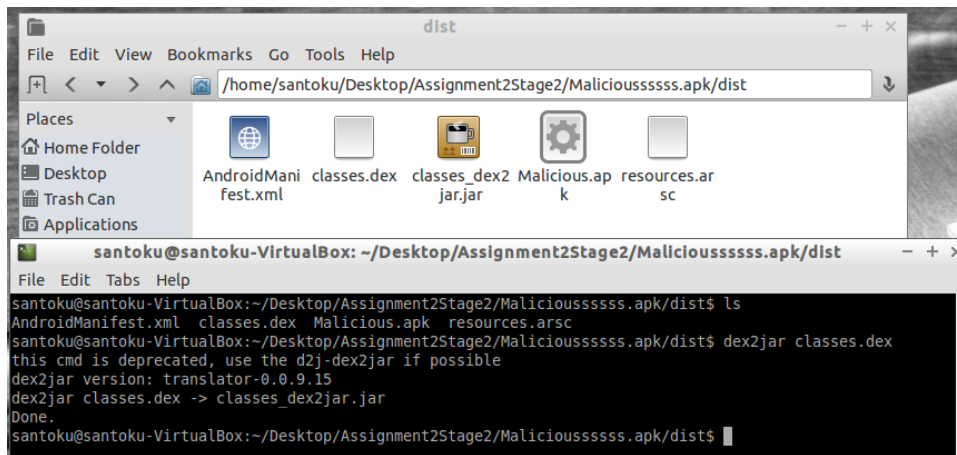 dist
File Edit View Bookmarks Go Tools Help
/home/santoku/Desktop/Assignment2Stage2/Malicioussssss.apk/dist
Places
Home Folder
Desktop
Trash Can
Applications
AndroidMani
fest.xml
classes.dex
classes_dex2
jar.jar
Malicious.ap
k
resources.ar
sc
santoku@santoku-VirtualBox: ~/Desktop/Assignment2Stage2/Malicioussssss.apk/dist
File Edit Tabs Help
santoku@santoku-VirtualBox:~/Desktop/Assignment2Stage2/Malicioussssss.apk/dist$ ls
AndroidManifest.xml classes.dex Malicious.apk resources.arsc
santoku@santoku-VirtualBox:~/Desktop/Assignment2Stage2/Malicioussssss.apk/dist$ dex2jar classes.dex
this cmd is deprecated, use the d2j-dex2jar if possible
dex2jar version: translator-0.0.9.15
dex2jar classes.dex -> classes_dex2jar.jar
Done.
santoku@santoku-VirtualBox:~/Desktop/Assignment2Stage2/Malicioussssss.apk/dist$